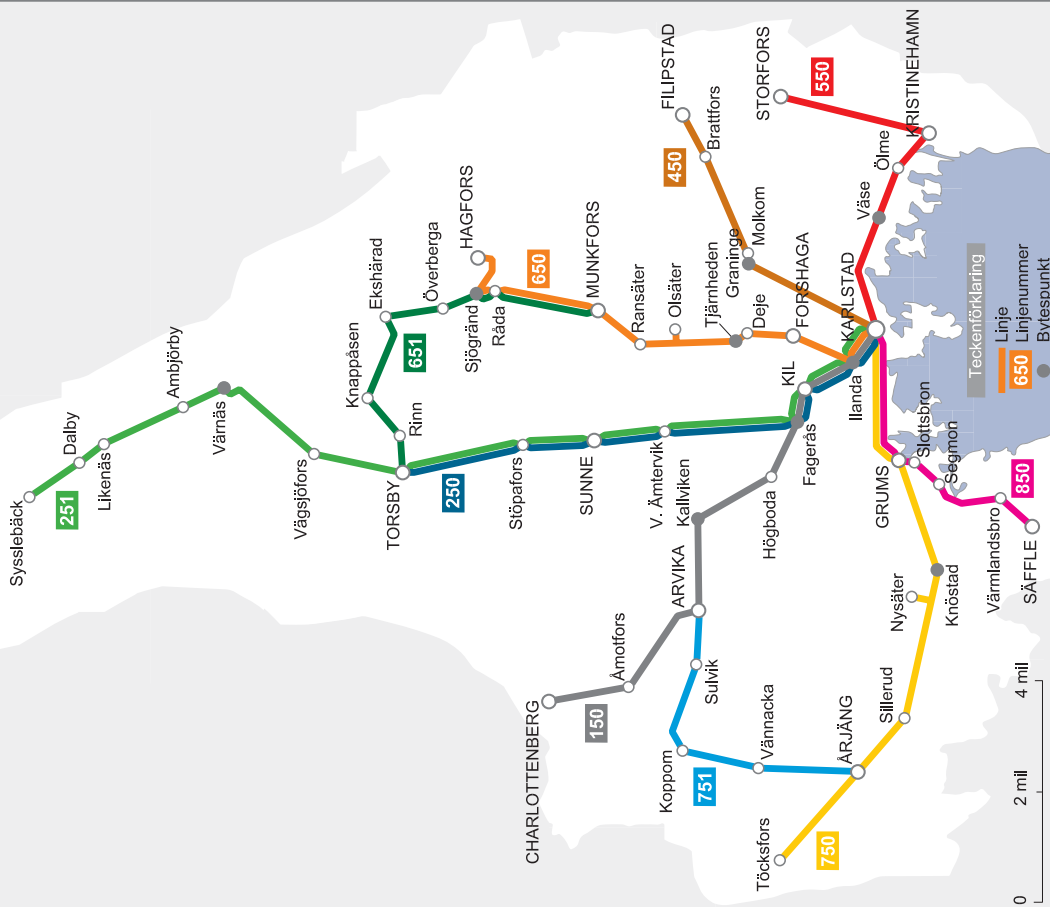 Sysslebäck
Dalby
251
Likenäs
Ambjörby
Värnäs
Vägsjöfors
TORSBY
Rinn
Knappåsen
651
Ekshärad
Överberga
HAGFORS
Sjögränd
Råda
650
MUNKFORS
250
Stöpafors
SUNNE
V. Ämtervik
Ransäter
Olsäter
Tjärnheden
Deje
FORSHAGA
FILIPSTAD
Brattfors
450
Molkom
Graninge
STORFORS
550
KRISTINEHAMN
Ölme
Väse
KARLSTAD
Ilanda
KIL
Fagerås
Högboda
Kallviken
ARVIKA
Åmotfors
CHARLOTTENBERG
150
Sulvik
Koppom
751
Vännacka
ÅRJÄNG
Töcksfors
750
Sillerud
Nysäter
Knöstad
GRUMS
Slottsbron
Segmon
850
Värmlandsbro
SÄFFLE
Teckenförklaring
Linje
650 Linjenummer
Bytespunkt
0 2 mil 4 mil